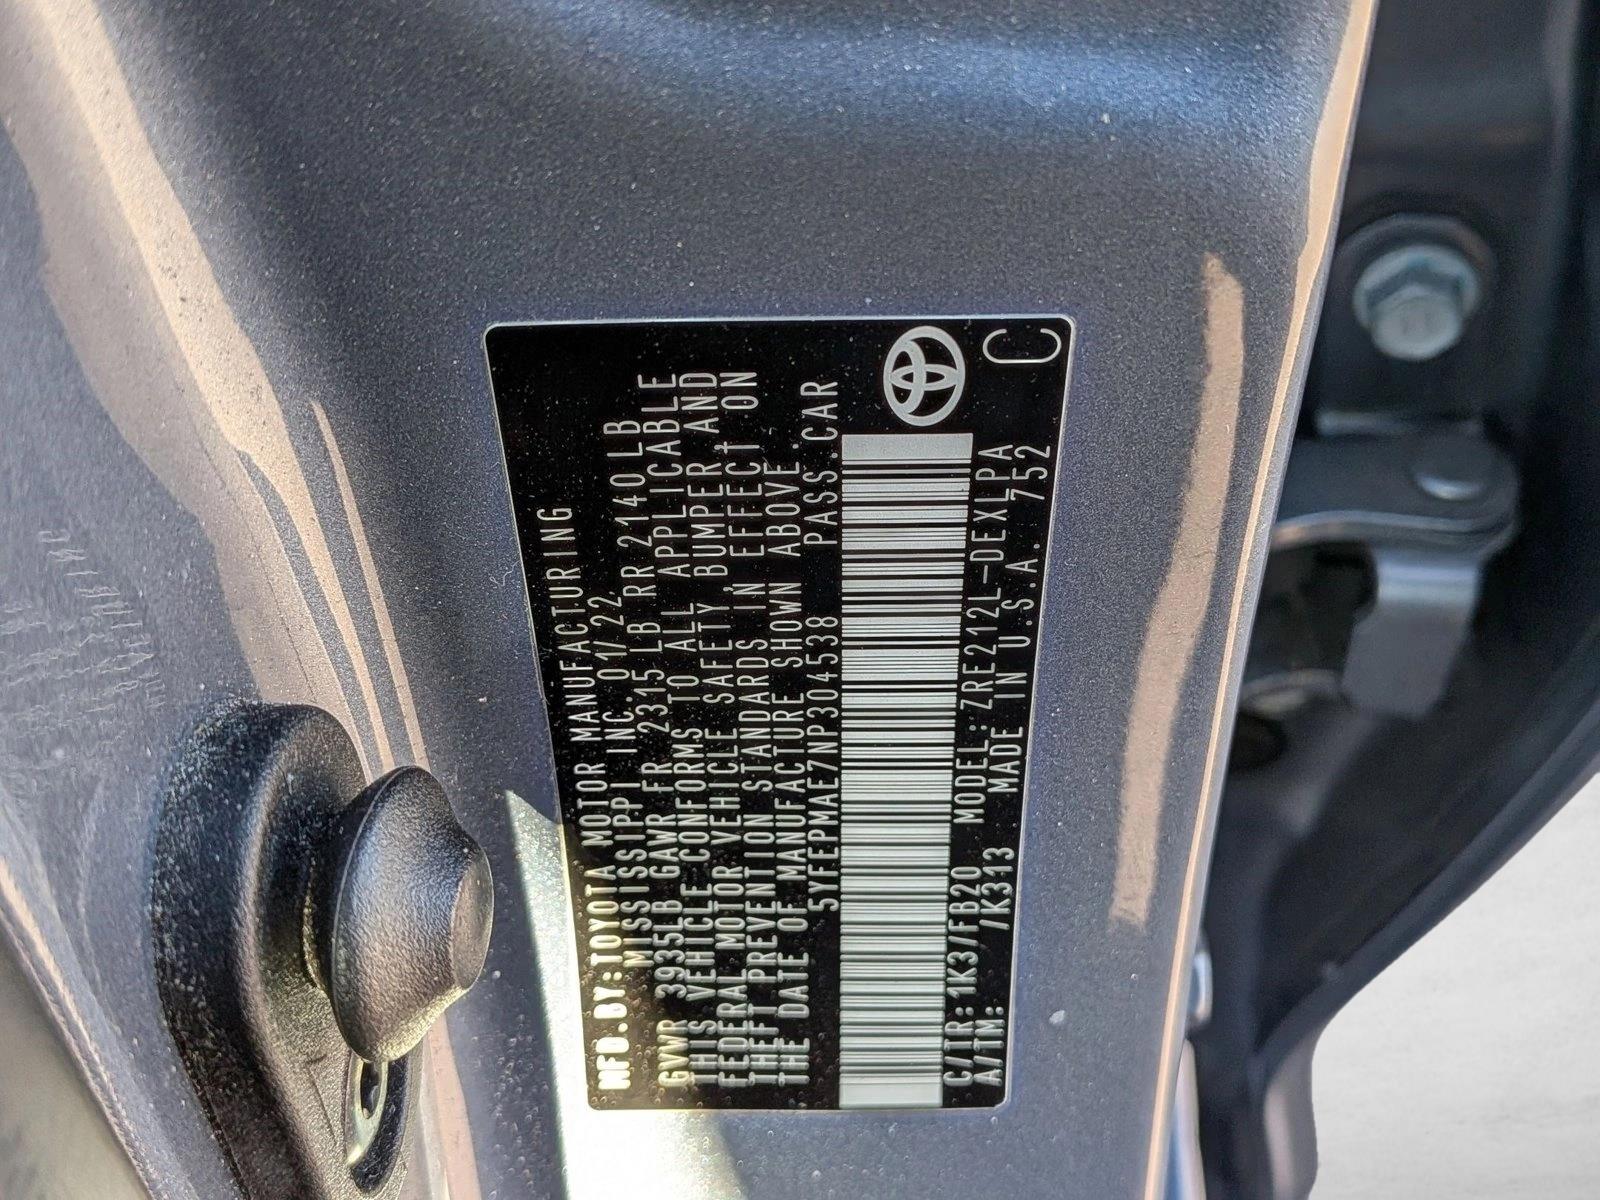 MFD.BY:TOYOTA MOTOR MANUFACTURING
MISSISSIPPI INC. 01/22
GVWR 3935LB GAWR FR 2315LB RR 2140LB
THIS VEHICLE CONFORMS TO ALL APPLICABLE
FEDERAL MOTOR VEHICLE SAFETY,BUMPER AND
THEFT PREVENTION STANDARDS IN EFFECT ON
THE DATE OF MANUFACTURE SHOWN ABOVE.
5YFEPMAE7NP304538 PASS.CAR
C/TR: 1K3/FB20 MODEL:ZRE212L-DEXLPA
A/TM: /K313 MADE IN U.S.A. 752
C